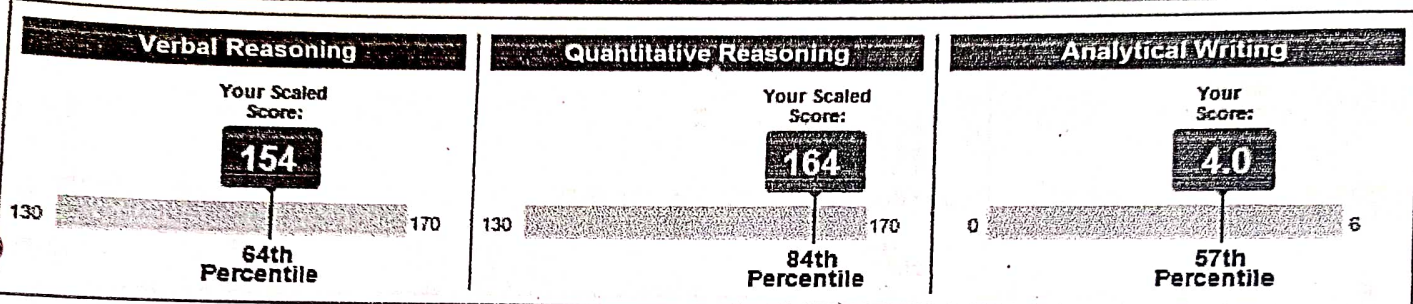 Verbal Reasoning
Your Scaled
Score:
154
130
170
64th
Percentile
Quantitative Reasoning
Your Scaled
Score:
164
130
170
84th
Percentile
Analytical Writing
Your
Score:
4.0
0
6
57th
Percentile